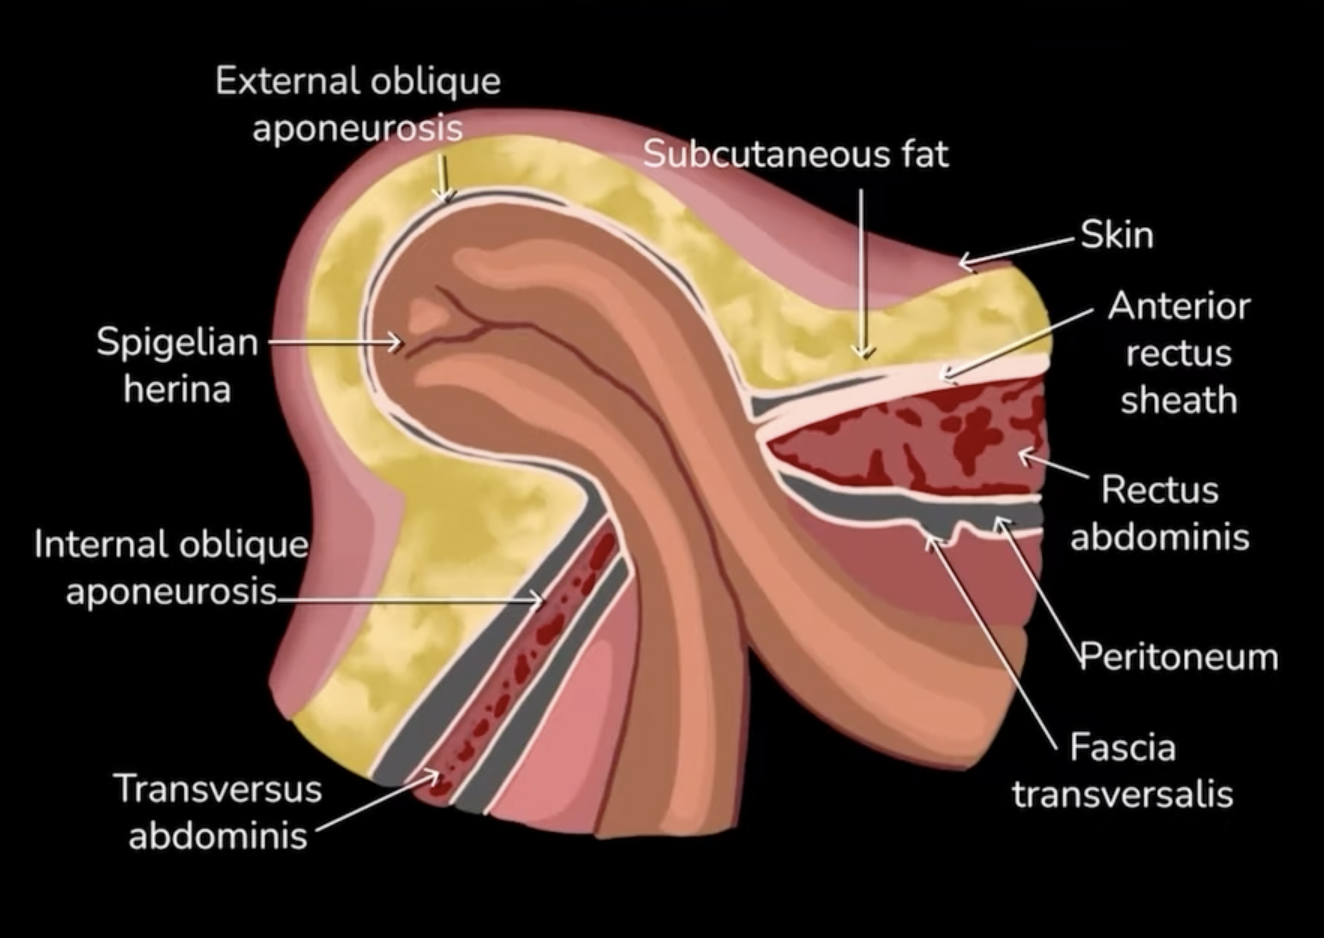 External oblique
aponeurosis
Subcutaneous fat
Skin
Anterior
rectus
sheath
Spigelian
herina
Rectus
abdominis
Internal oblique
aponeurosis
Peritoneum
Fascia
transversalis
Transversus
abdominis